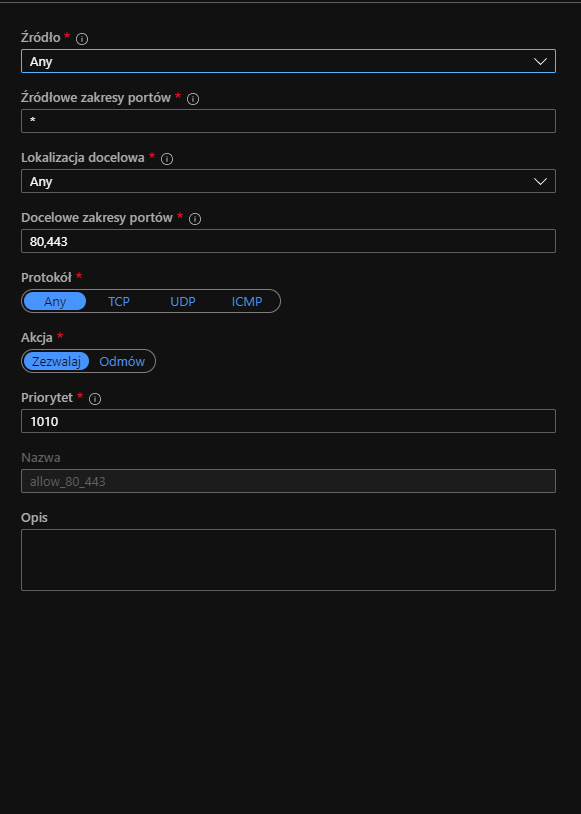 Źródło *
Any
Źródłowe zakresy portów *
*
Lokalizacja docelowa *
Any
Docelowe zakresy portów *
80,443
Protokół *
Any TCP UDP ICMP
Akcja *
Zezwalaj Odmów
Priorytet *
1010
Nazwa
allow_80_443
Opis